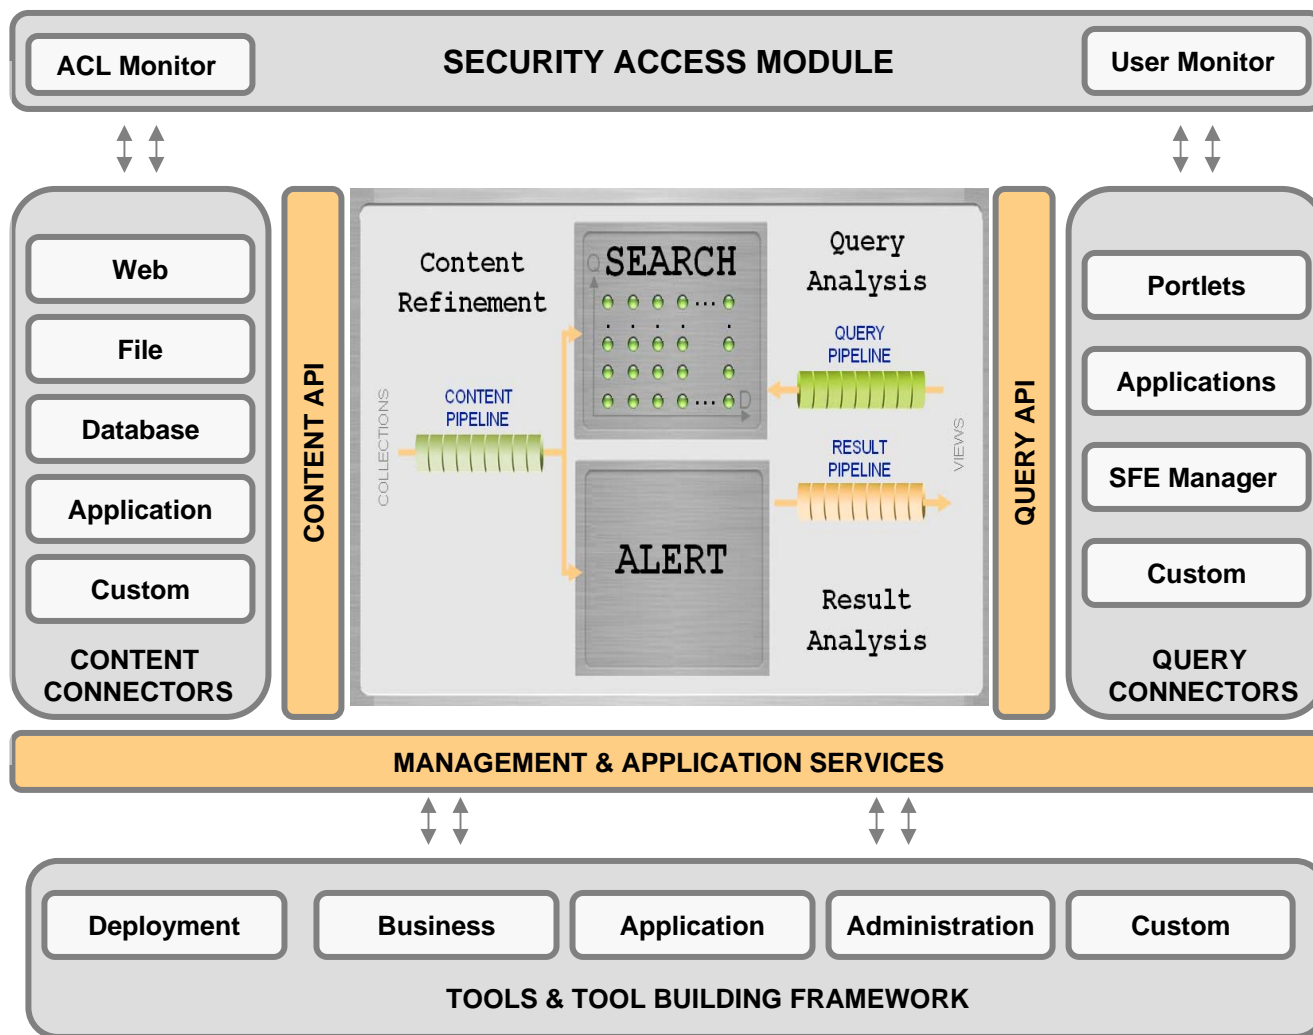 SECURITY ACCESS MODULE
ACL Monitor
User Monitor
Web
File
Database
Application
Custom
CONTENT
CONNECTORS
CONTENT API
COLLECTIONS
Content
Refinement
CONTENT
PIPELINE
Q
SEARCH
...
...
D
ALERT
Query
Analysis
QUERY
PIPELINE
RESULT
PIPELINE
Result
Analysis
VIEWS
QUERY API
Portlets
Applications
SFE Manager
Custom
QUERY
CONNECTORS
MANAGEMENT & APPLICATION SERVICES
Deployment
Business
Application
Administration
Custom
TOOLS & TOOL BUILDING FRAMEWORK